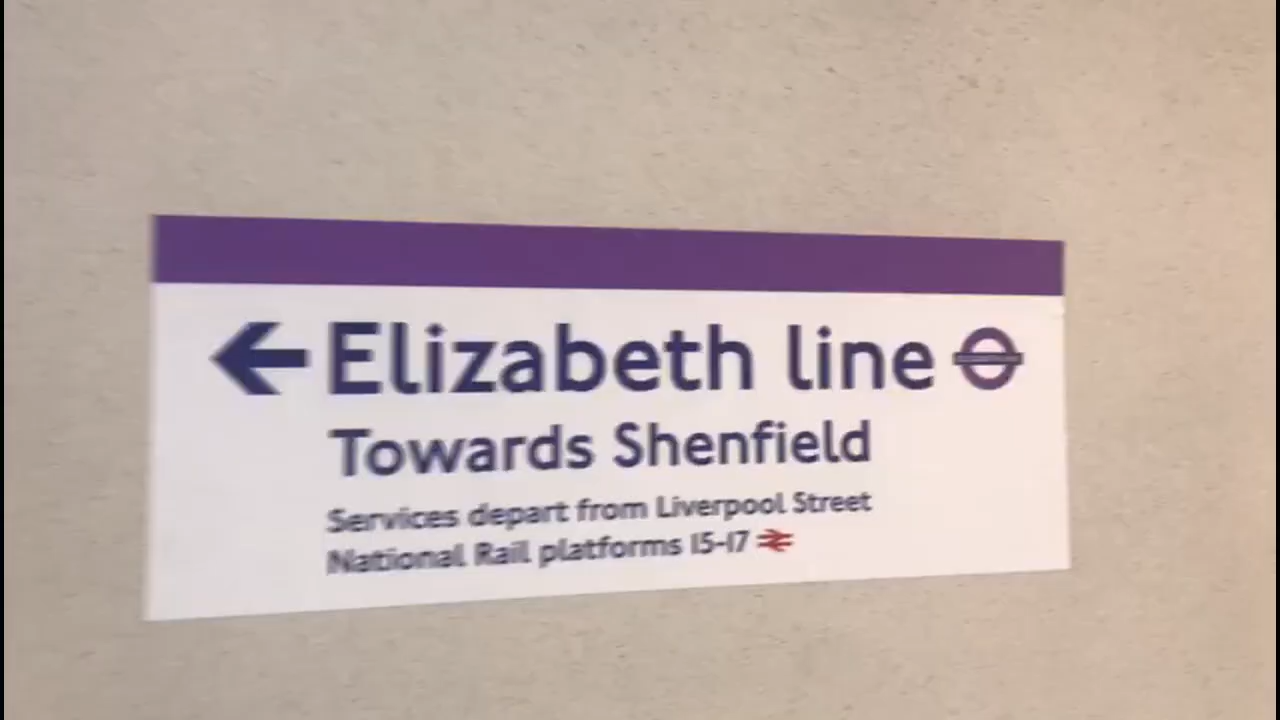 Elizabeth line
Towards Shenfield
Services depart from Liverpool Street
National Rail platforms 15-17